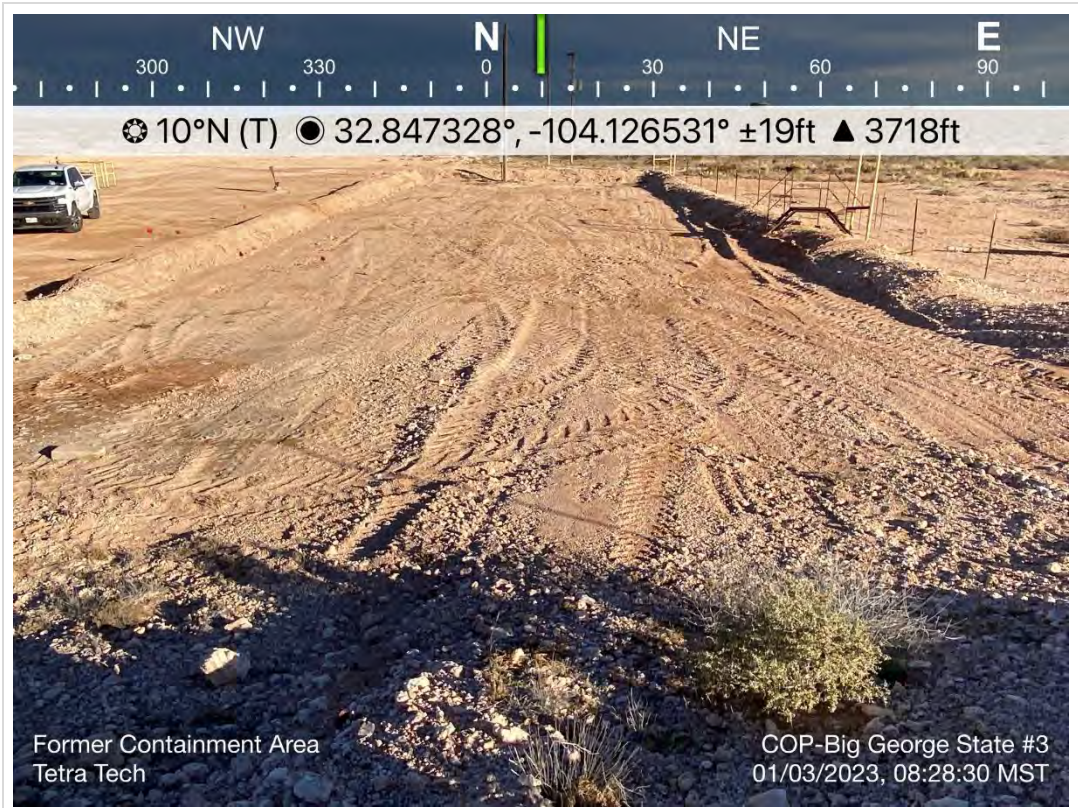 NW N NE E
300 330 0 30 60 90
10°N (T) 32.847328°, -104.126531° ±19ft ▲ 3718ft
Former Containment Area
Tetra Tech
COP-Big George State #3
01/03/2023, 08:28:30 MST